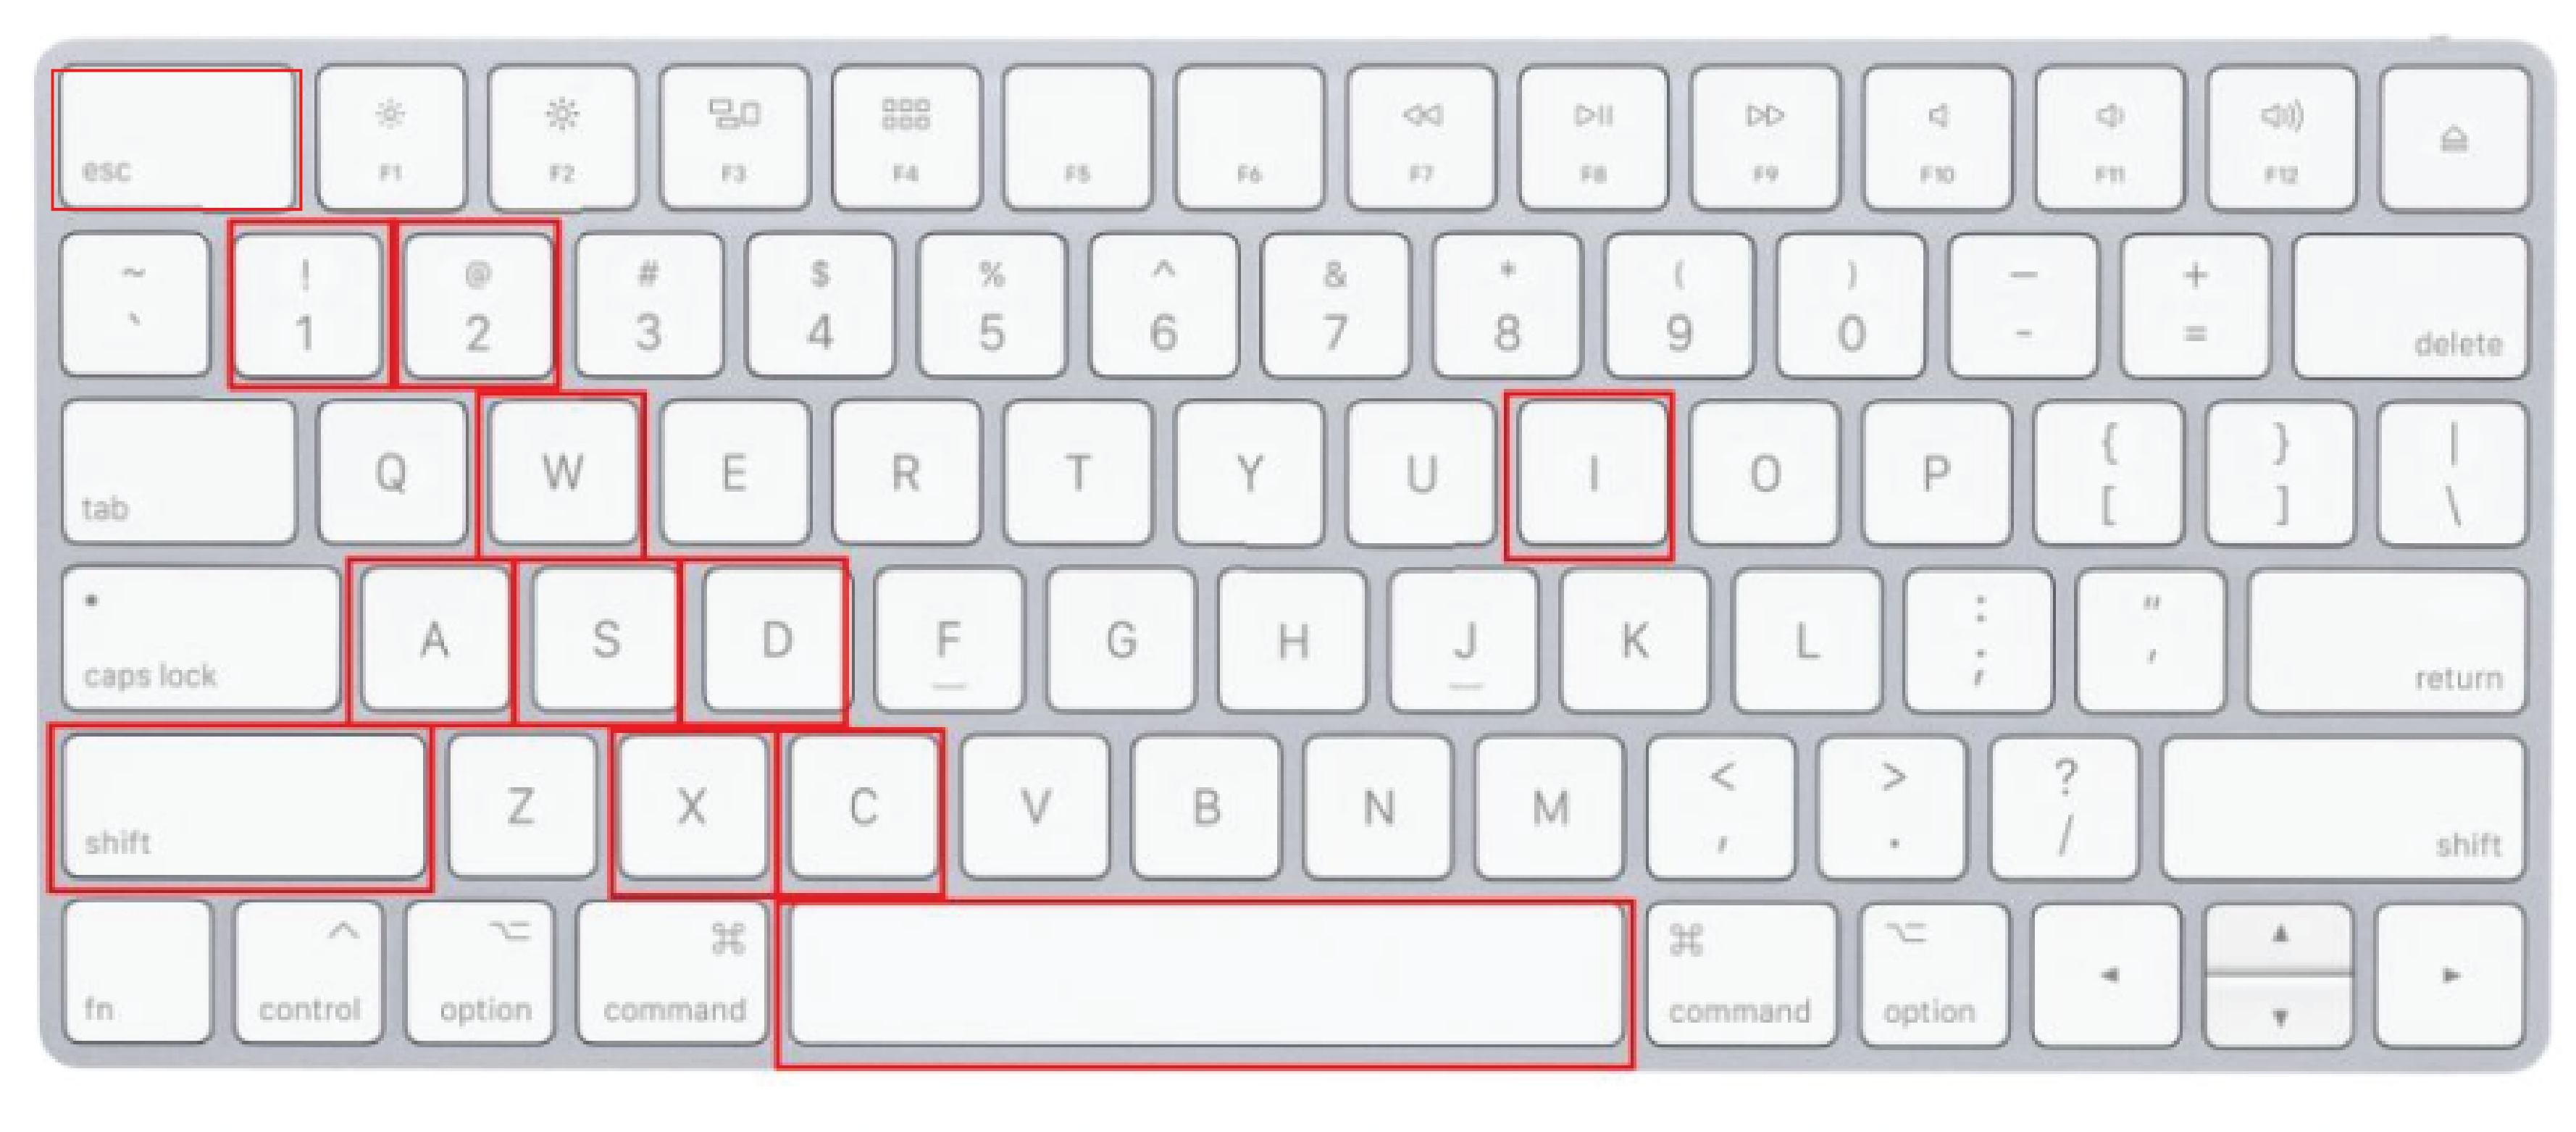 esc F1 F2 F3 F4 F5 F6 F7 F8 F9 F10 F11 F12
~ ! @ # $ % ^ & * ( ) — +
` 1 2 3 4 5 6 7 8 9 0 - = delete
tab Q W E R T Y U I O P { [ } ] | \
caps lock A S D F G H J K L : ; " ' return
shift Z X C V B N M < , > . ? / shift
fn control option command command option